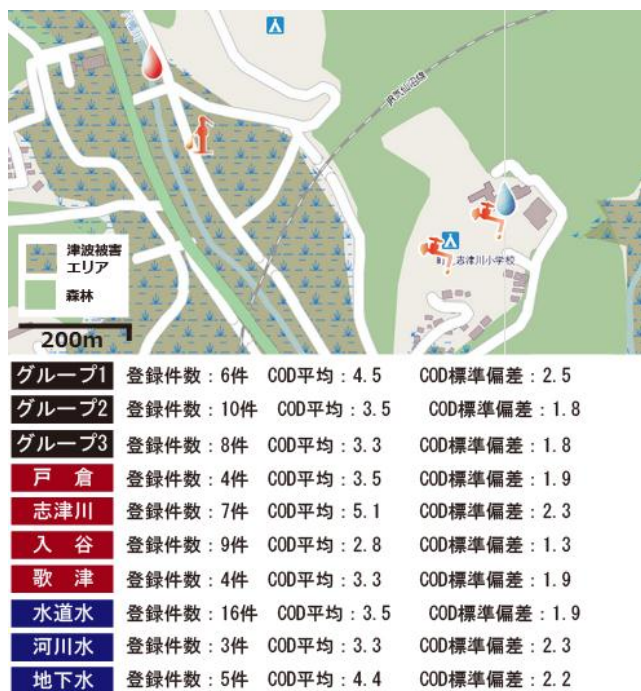 JR気仙沼線
志津川小学校
津波被害
エリア
森林
200m
グループ1 登録件数：6件 COD平均：4.5 COD標準偏差：2.5
グループ2 登録件数：10件 COD平均：3.5 COD標準偏差：1.8
グループ3 登録件数：8件 COD平均：3.3 COD標準偏差：1.8
戸倉 登録件数：4件 COD平均：3.5 COD標準偏差：1.9
志津川 登録件数：7件 COD平均：5.1 COD標準偏差：2.3
入谷 登録件数：9件 COD平均：2.8 COD標準偏差：1.3
歌津 登録件数：4件 COD平均：3.3 COD標準偏差：1.9
水道水 登録件数：16件 COD平均：3.5 COD標準偏差：1.9
河川水 登録件数：3件 COD平均：3.3 COD標準偏差：2.3
地下水 登録件数：5件 COD平均：4.4 COD標準偏差：2.2